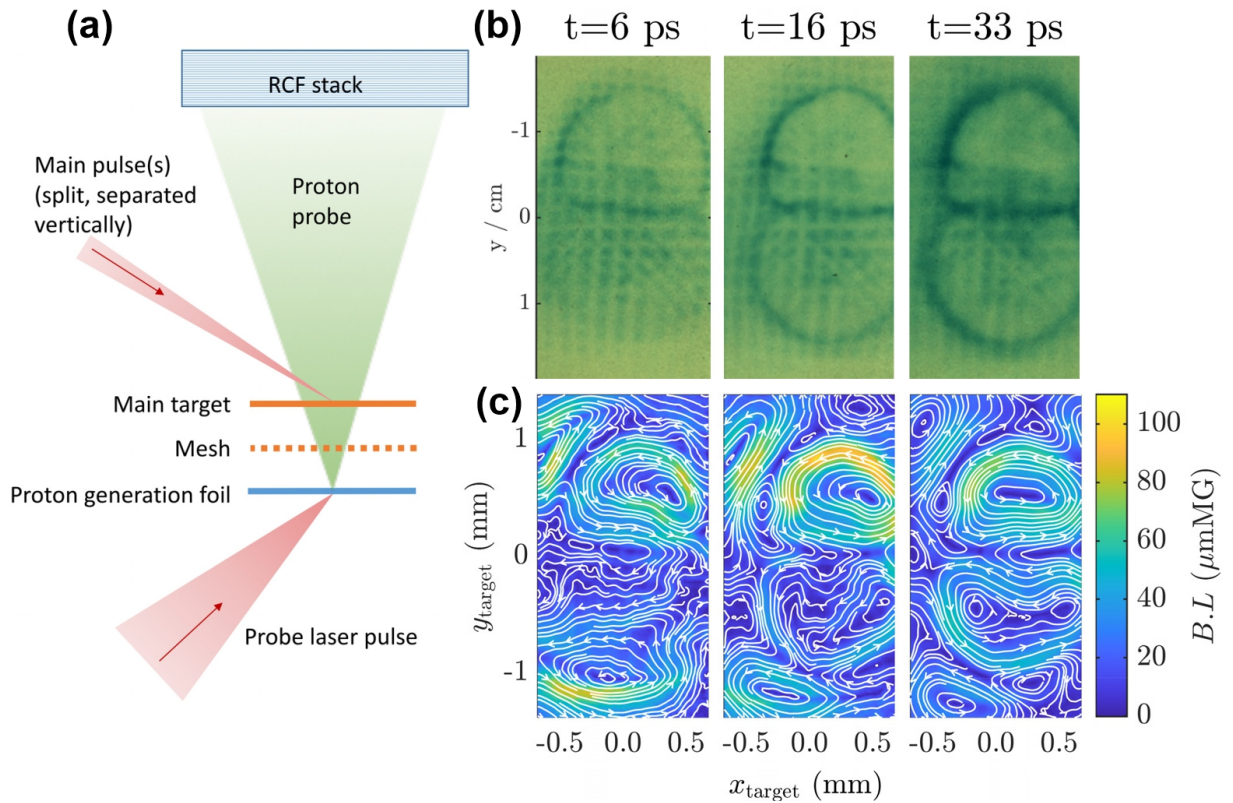 (a)
RCF stack
Main pulse(s)
(split, separated
vertically)
Proton
probe
Main target
Mesh
Proton generation foil
Probe laser pulse
(b)
t=6 ps
t=16 ps
t=33 ps
-1
0
1
y / cm
(c)
1
0
-1
y_target (mm)
-0.5 0.0 0.5
-0.5 0.0 0.5
-0.5 0.0 0.5
x_target (mm)
100
80
60
40
20
0
B.L (μmMG)